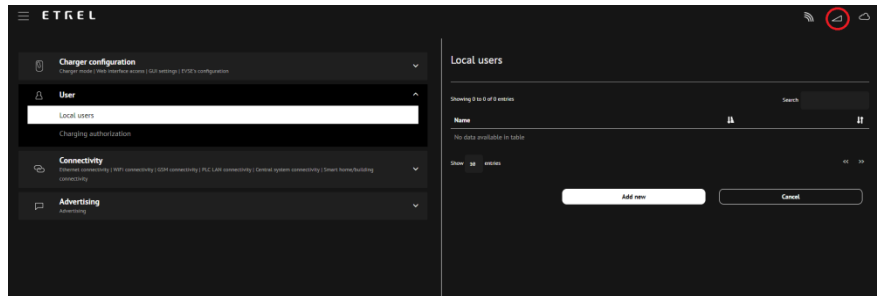 ETREL
Charger configuration
Charger mode | Web interface access | GUI settings | EVSE's configuration
User
Local users
Charging authorization
Connectivity
Ethernet connectivity | WiFi connectivity | GSM connectivity | PLC LAN connectivity | Central system connectivity | Smart home/building
connectivity
Advertising
Advertising
Local users
Showing 0 to 0 of 0 entries Search
Name
No data available in table
Show 10 entries
Add new Cancel